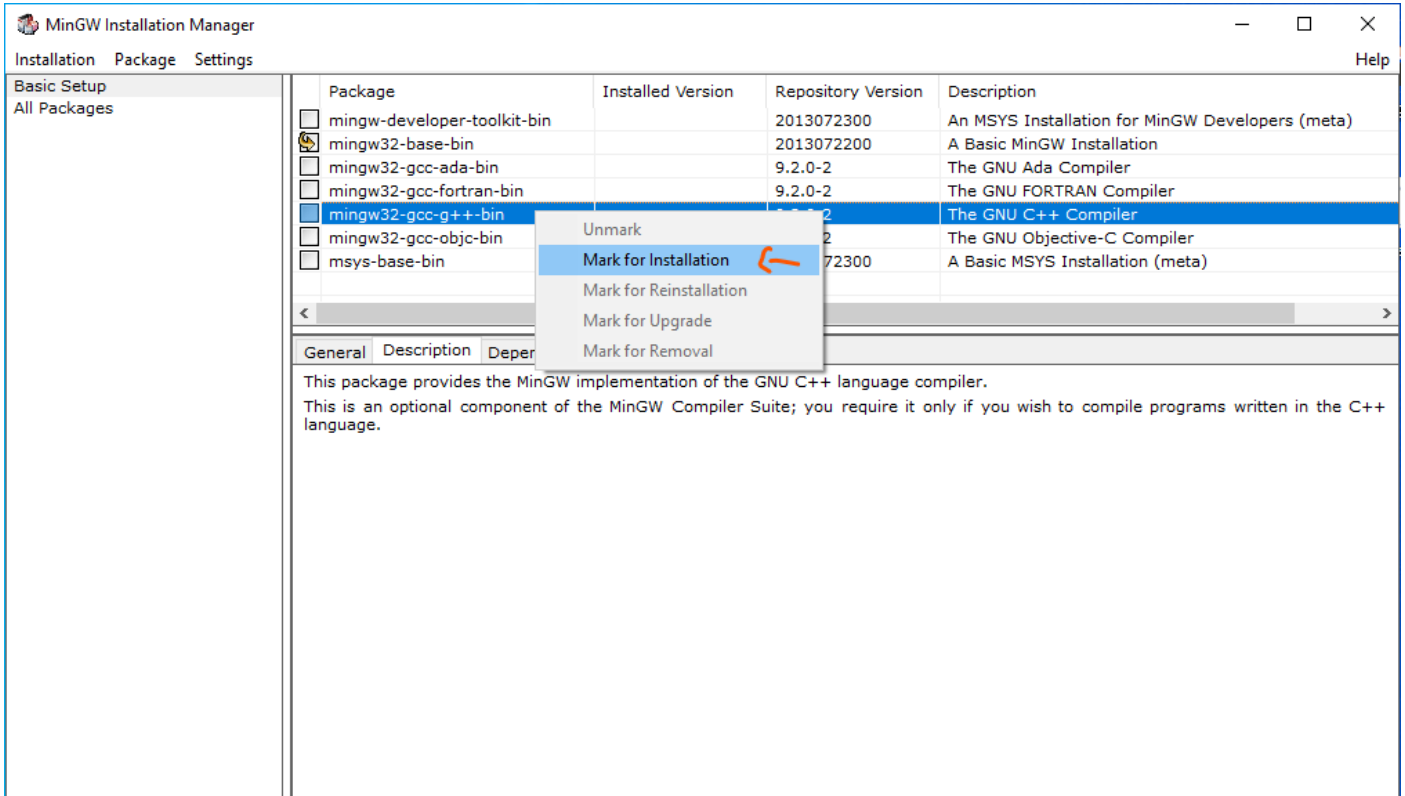 MinGW Installation Manager
Installation Package Settings Help
Basic Setup
All Packages
Package Installed Version Repository Version Description
mingw-developer-toolkit-bin 2013072300 An MSYS Installation for MinGW Developers (meta)
mingw32-base-bin 2013072200 A Basic MinGW Installation
mingw32-gcc-ada-bin 9.2.0-2 The GNU Ada Compiler
mingw32-gcc-fortran-bin 9.2.0-2 The GNU FORTRAN Compiler
mingw32-gcc-g++-bin The GNU C++ Compiler
mingw32-gcc-objc-bin 2 The GNU Objective-C Compiler
msys-base-bin 72300 A Basic MSYS Installation (meta)
Unmark
Mark for Installation
Mark for Reinstallation
Mark for Upgrade
Mark for Removal
General Description Deper
This package provides the MinGW implementation of the GNU C++ language compiler.
This is an optional component of the MinGW Compiler Suite; you require it only if you wish to compile programs written in the C++
language.